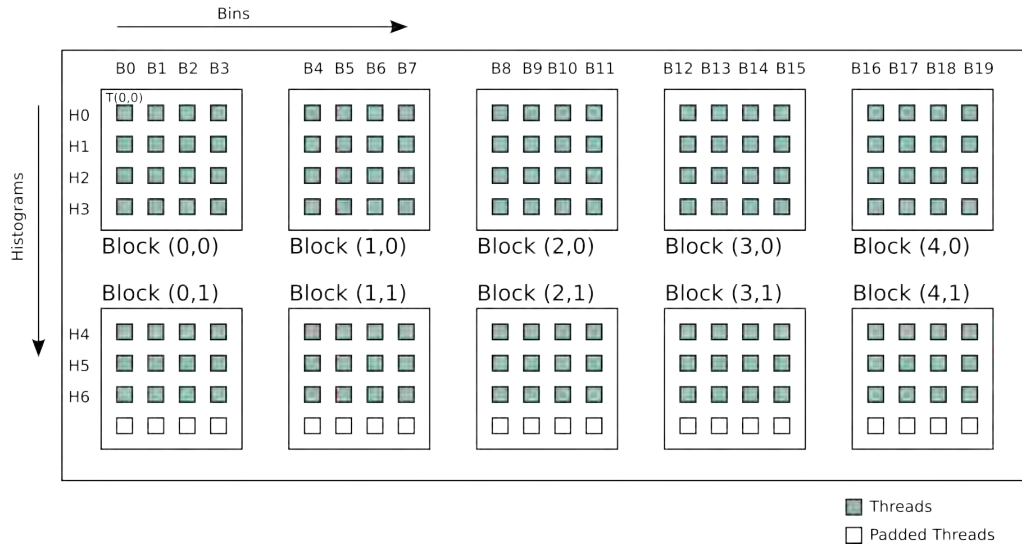 Bins
B0 B1 B2 B3 B4 B5 B6 B7 B8 B9 B10 B11 B12 B13 B14 B15 B16 B17 B18 B19
T(0,0)
Histograms
H0
H1
H2
H3
Block (0,0) Block (1,0) Block (2,0) Block (3,0) Block (4,0)
Block (0,1) Block (1,1) Block (2,1) Block (3,1) Block (4,1)
H4
H5
H6
Threads
Padded Threads